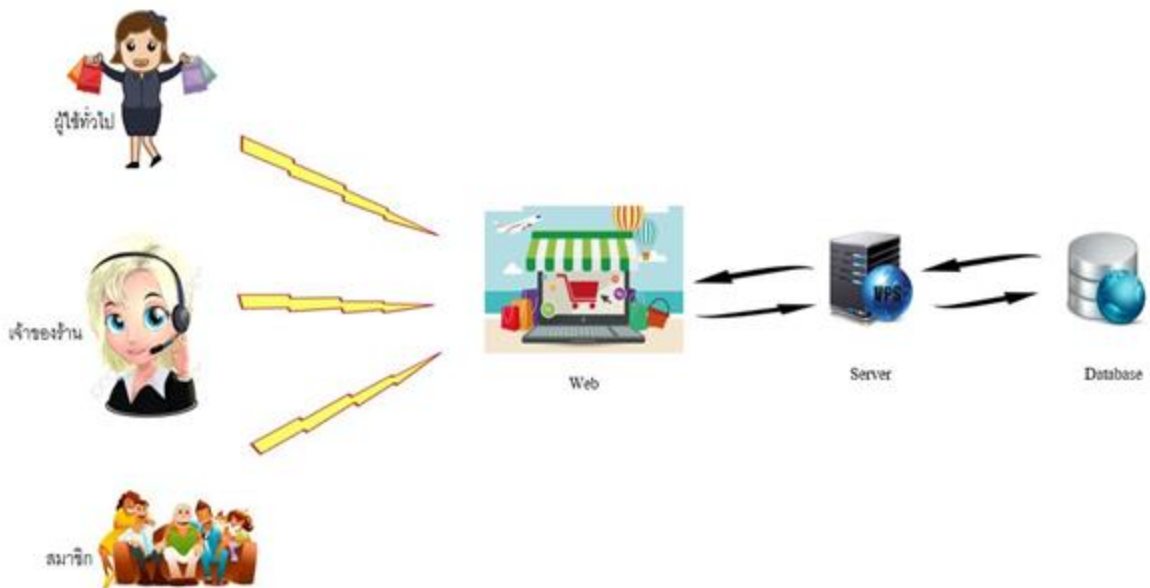 ผู้ใช้ทั่วไป
เจ้าของร้าน
สมาชิก
Web
VPS
Server
Database